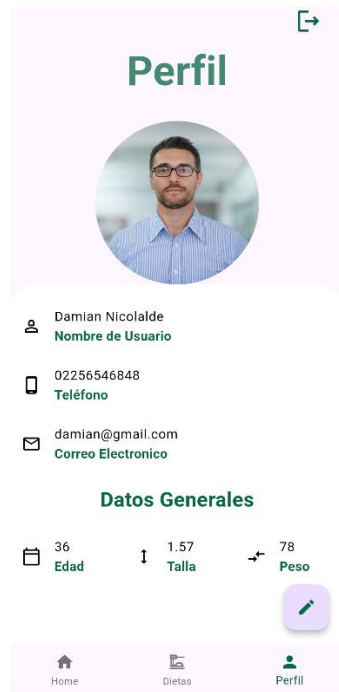 Perfil
Damian Nicolalde
Nombre de Usuario
02256546848
Teléfono
damian@gmail.com
Correo Electronico
Datos Generales
36 1.57 78
Edad Talla Peso
Home Dietas Perfil